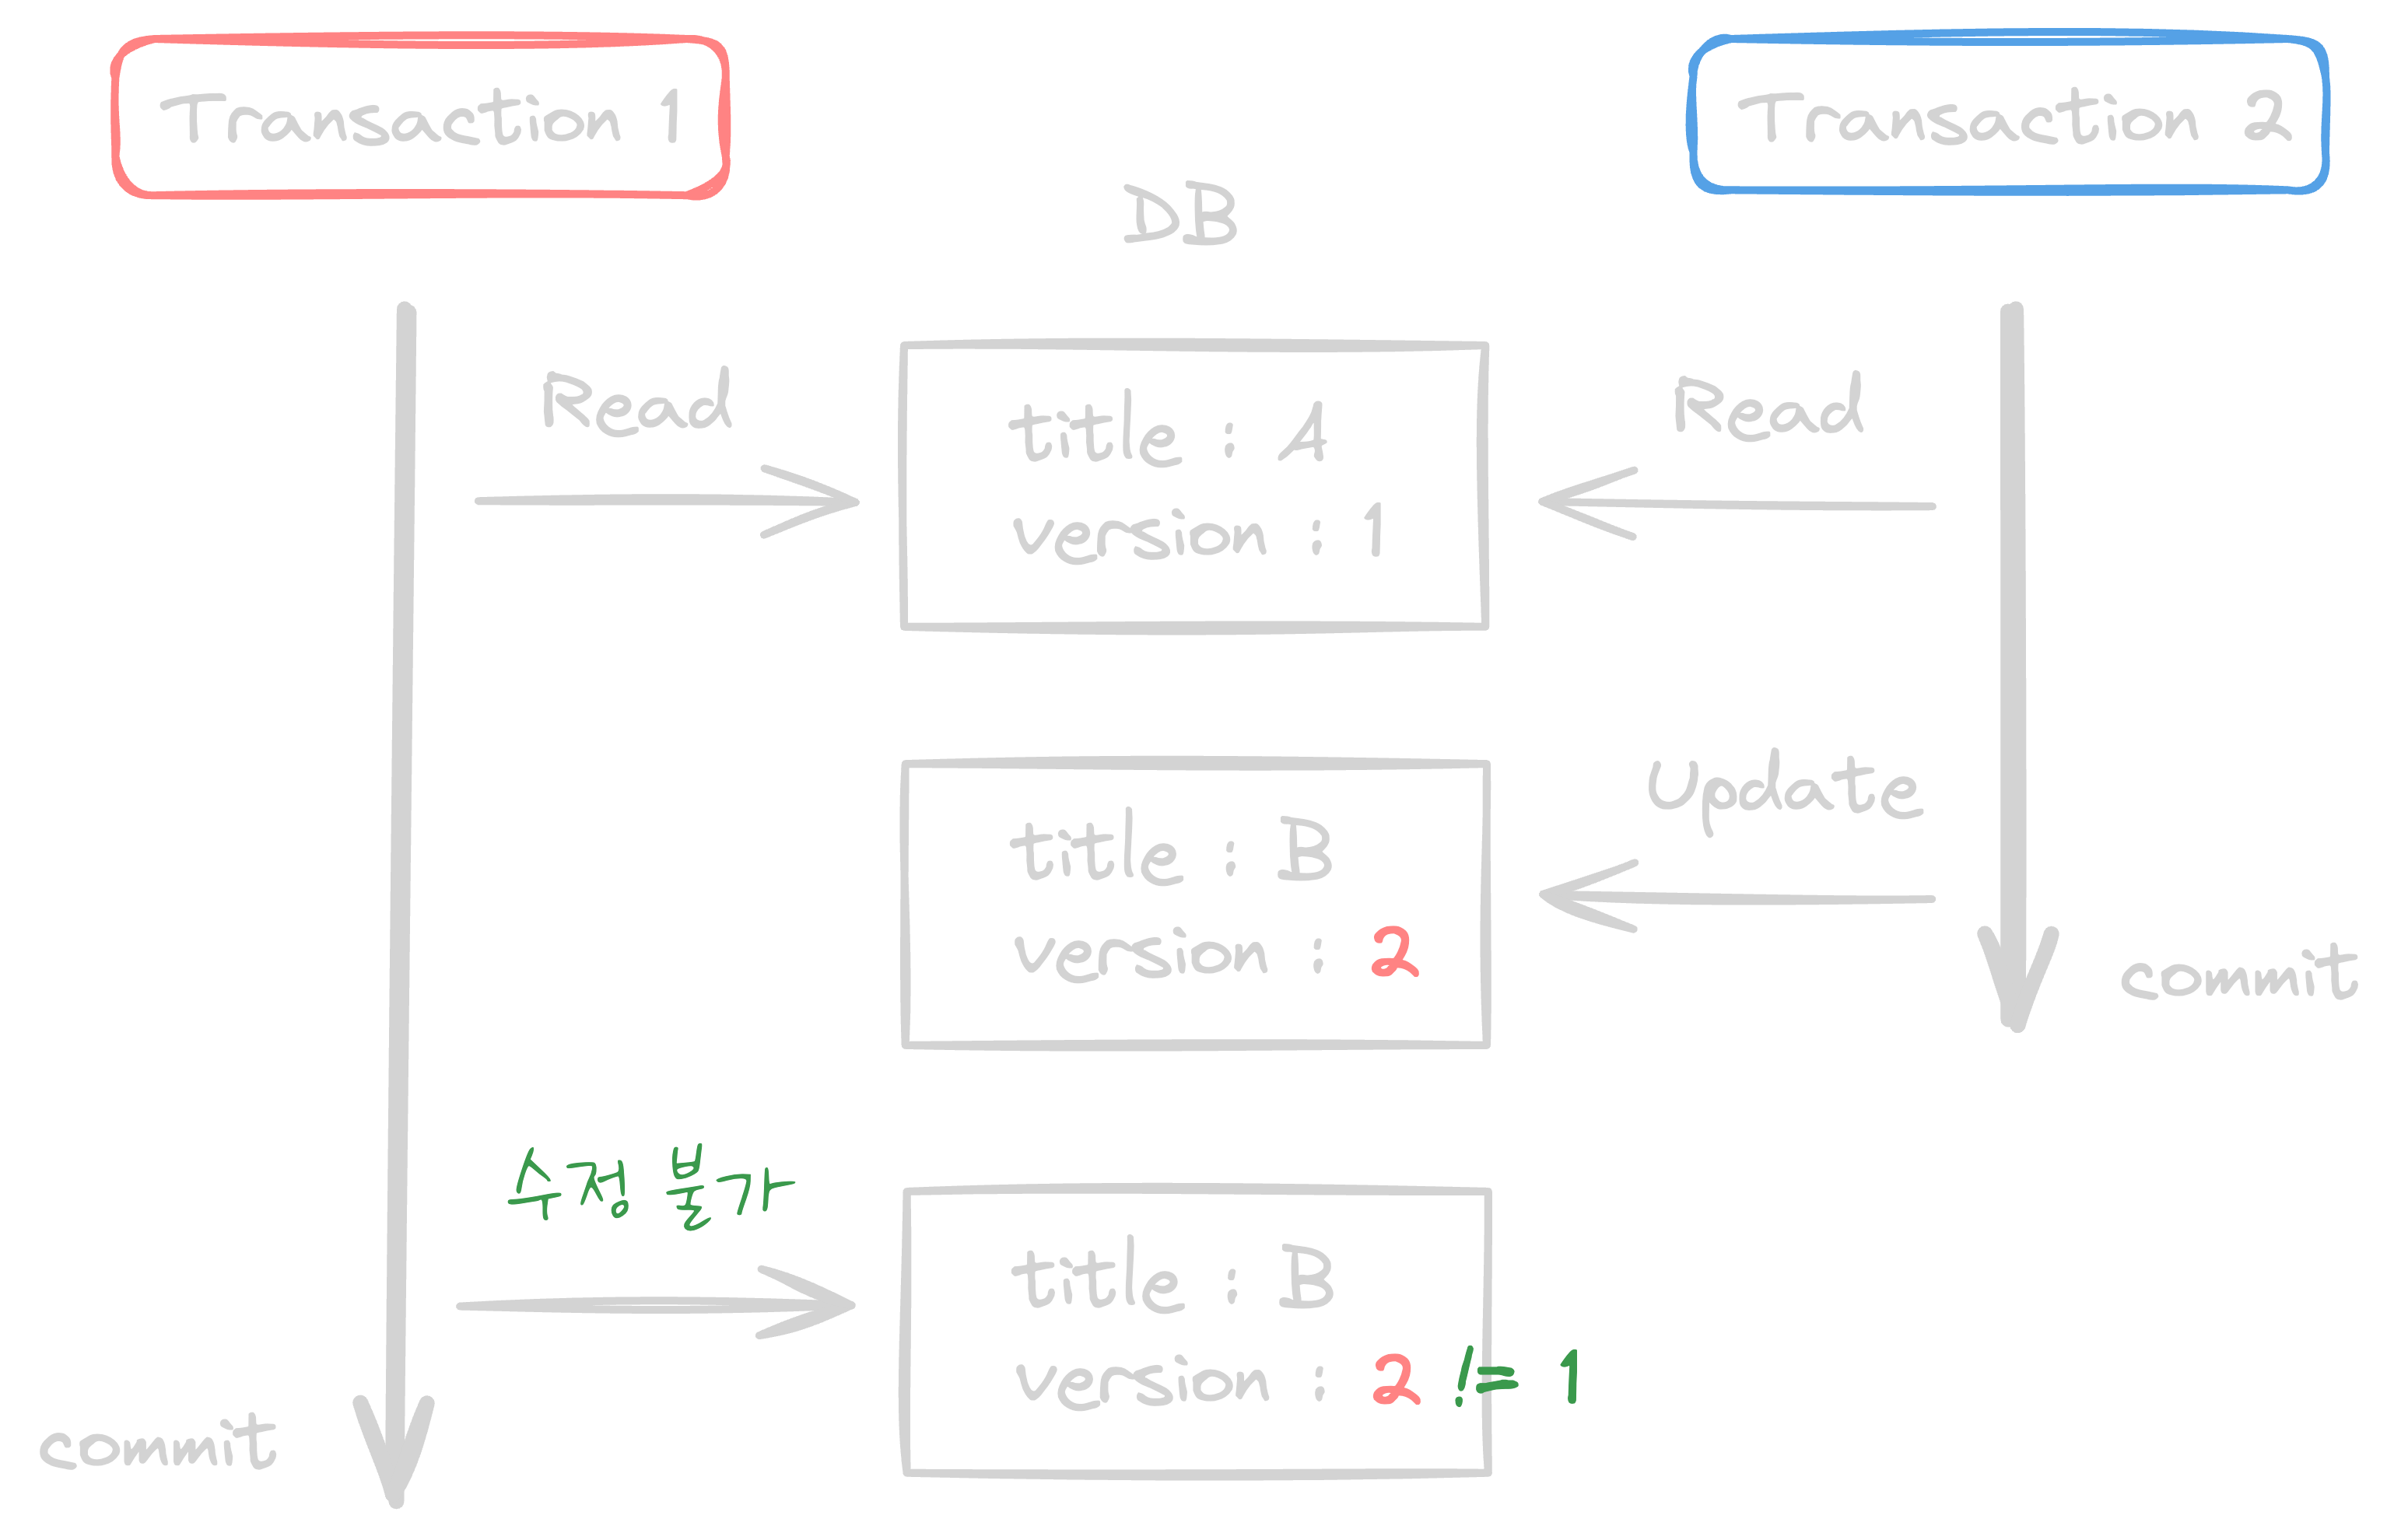 Transaction 1
Transaction 2
DB
Read
title : A
version : 1
Read
title : B
version : 2
Update
commit
수정 불가
title : B
version : 2 != 1
commit